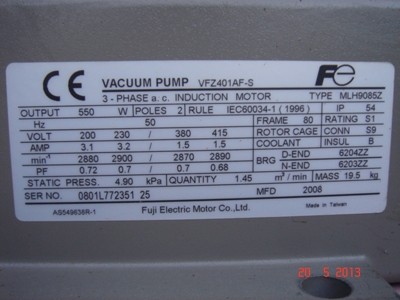 CE VACUUM PUMP VFZ401AF-S Fe
3 - PHASE a. c. INDUCTION MOTOR TYPE MLH9085Z
OUTPUT 550 W POLES 2 RULE IEC60034-1 ( 1996 ) IP 54
Hz 50 FRAME 80 RATING S1
VOLT 200 230 / 380 415 ROTOR CAGE CONN S9
AMP 3.1 3.2 / 1.5 1.5 COOLANT INSUL B
min-1 2880 2900 / 2870 2890 BRG D-END 6204ZZ
PF 0.72 0.7 / 0.7 0.68 N-END 6203ZZ
STATIC PRESS. 4.90 kPa QUANTITY 1.45 m³/min MASS 19.5 kg
SER NO. 0801L772351 25 MFD 2008
AS549638R-1 Fuji Electric Motor Co.,Ltd. Made in Taiwan
20 5 2013